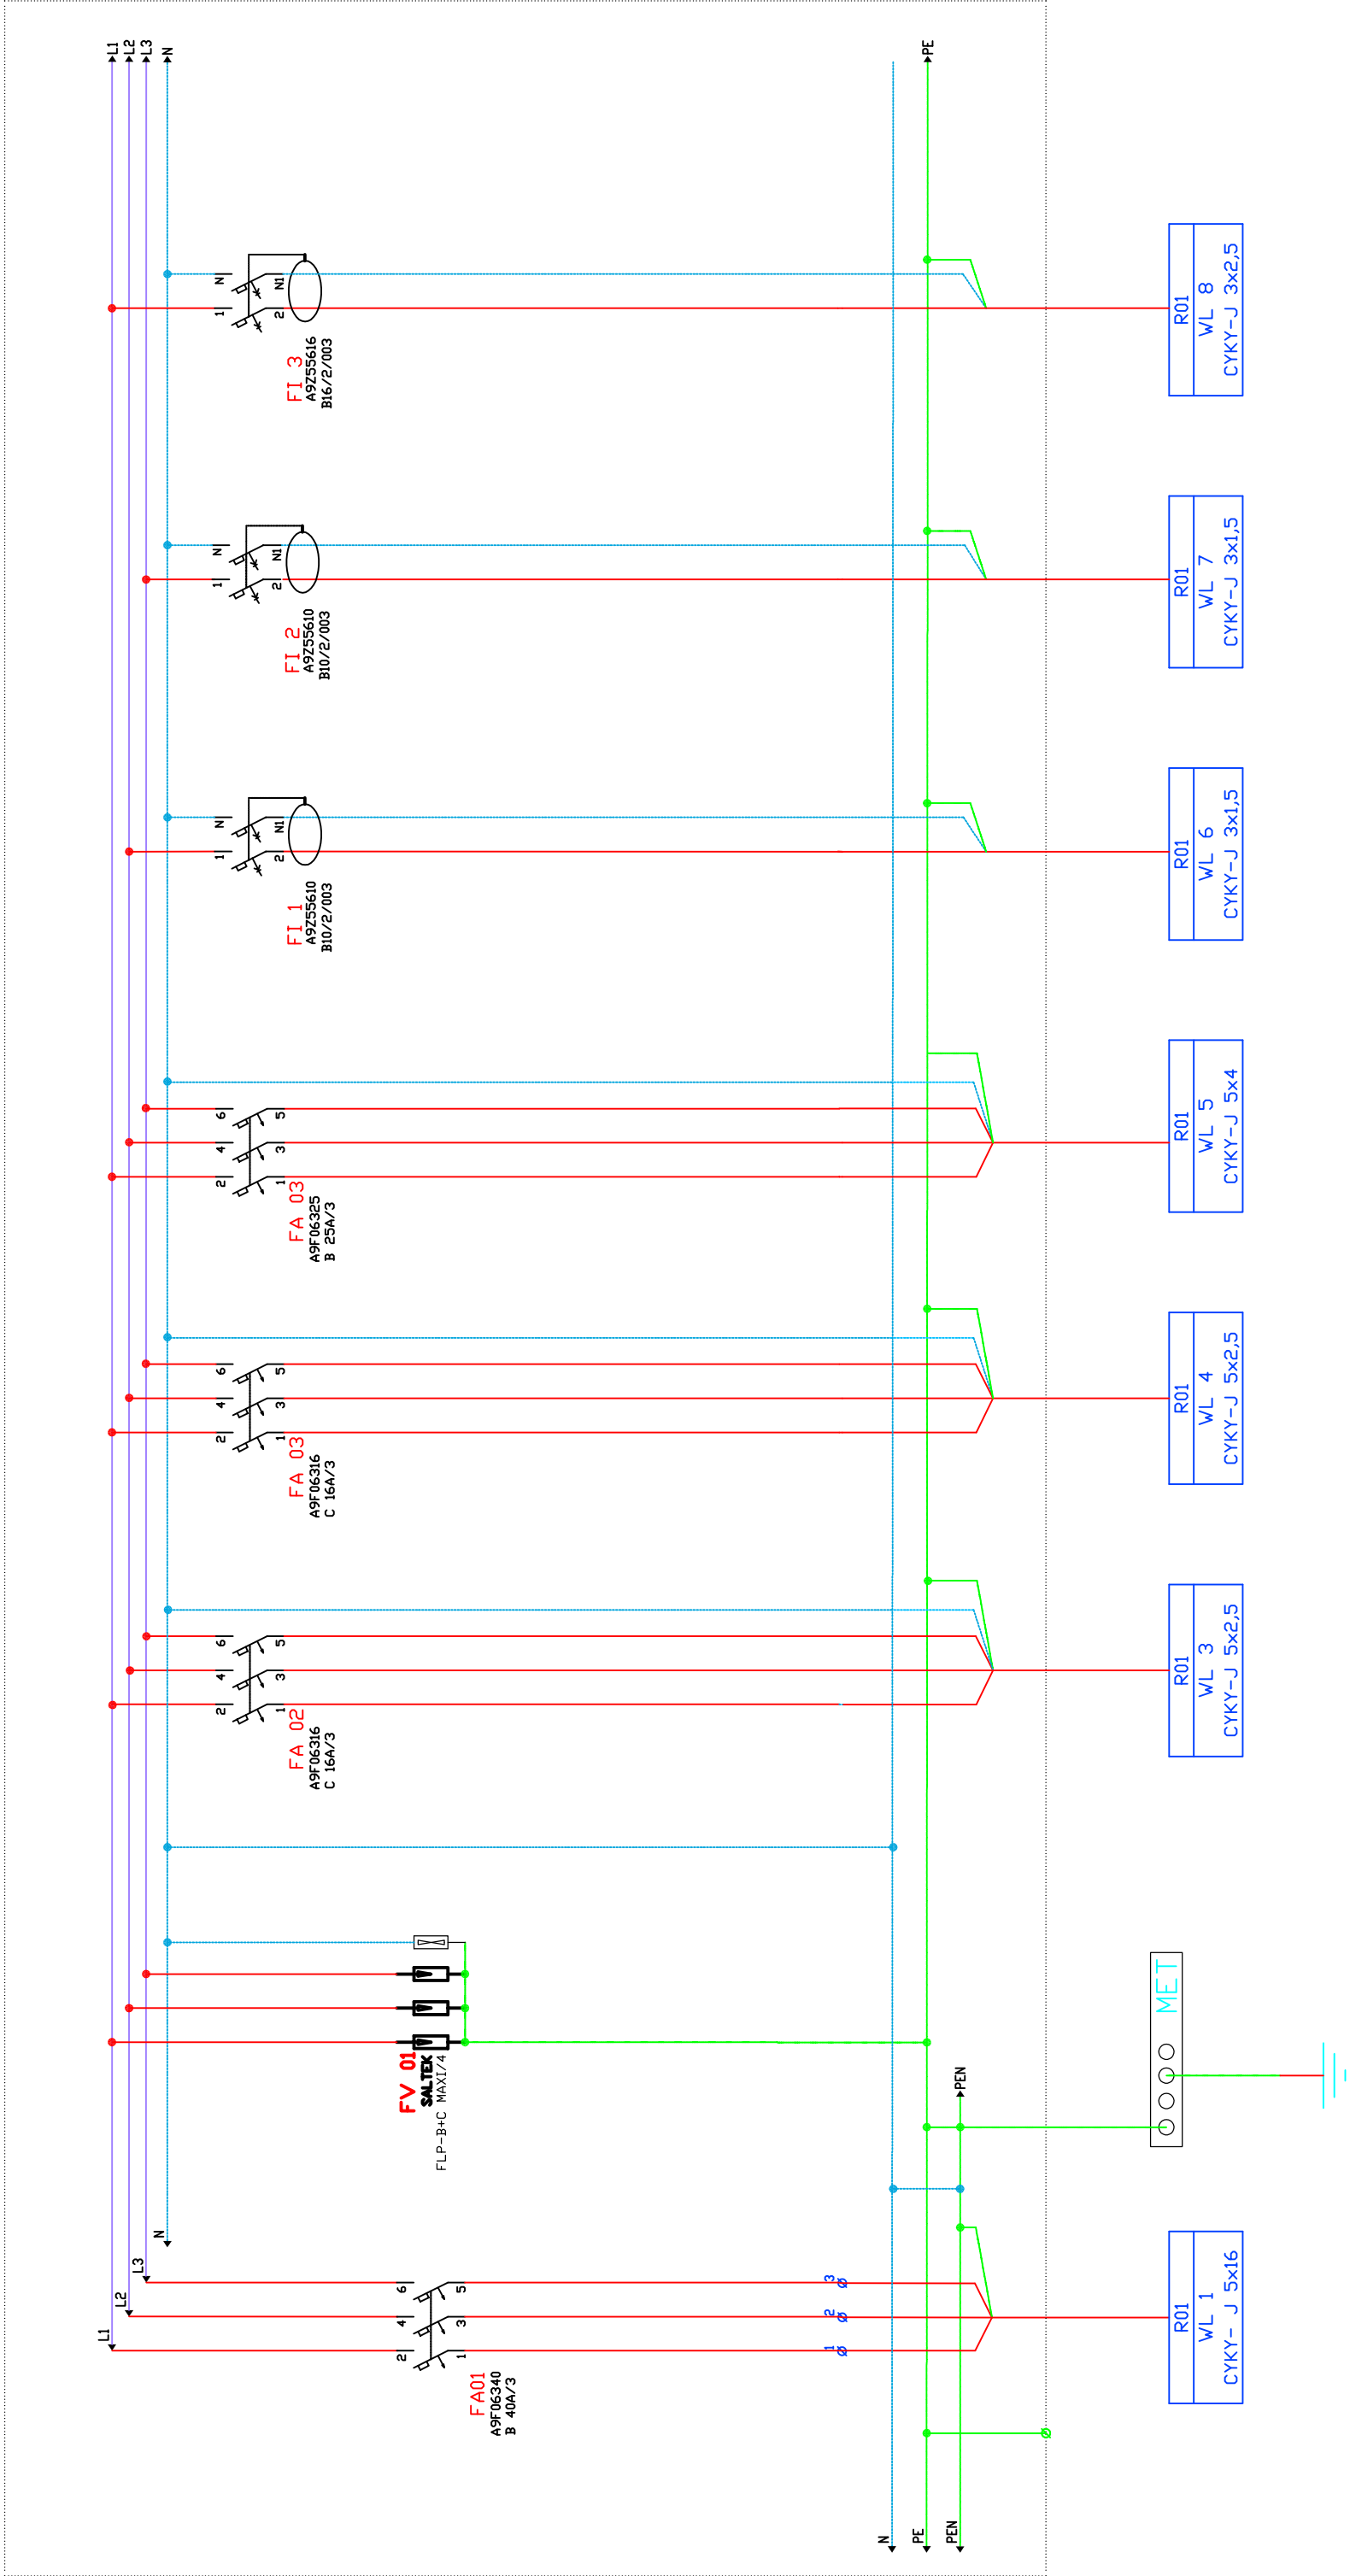 L1
L2
L3
N
L1
L2
L3
N
6
4
2
5
3
1
FA01
A9F06340
B 40A/3
3
2
1
R01
WL 1
CYKY- J 5x16
N
PE
PEN
FV 01
SALTEK
FLP-B+C MAXI/4
PEN
MET
6
4
2
5
3
1
FA 02
A9F06316
C 16A/3
R01
WL 3
CYKY-J 5x2,5
6
4
2
5
3
1
FA 03
A9F06316
C 16A/3
R01
WL 4
CYKY-J 5x2,5
6
4
2
5
3
1
FA 03
A9F06325
B 25A/3
R01
WL 5
CYKY-J 5x4
N
1
N1
2
FI 1
A9Z55610
B10/2/003
R01
WL 6
CYKY-J 3x1,5
N
1
N1
2
FI 2
A9Z55610
B10/2/003
R01
WL 7
CYKY-J 3x1,5
N
1
N1
2
FI 3
A9Z55616
B16/2/003
R01
WL 8
CYKY-J 3x2,5
PE